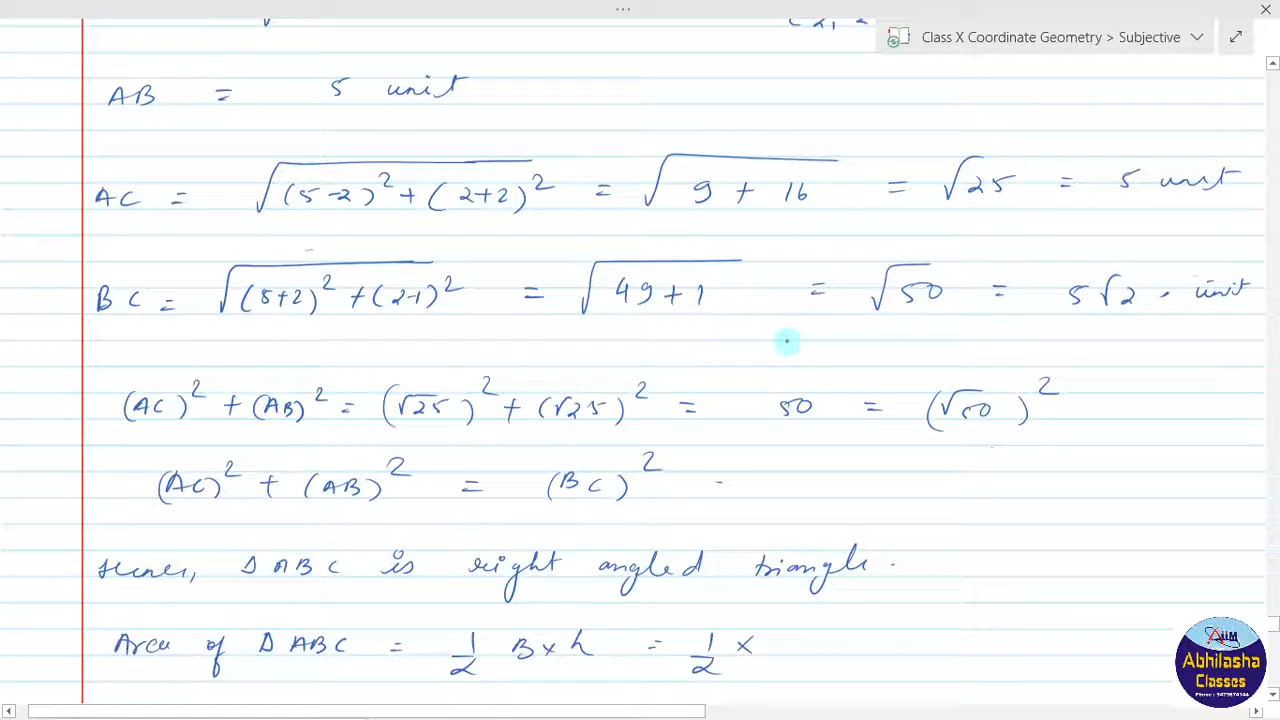 Class X Coordinate Geometry > Subjective
AB = 5 unit
AC = √((5-2)² + (2+2)²) = √(9 + 16) = √25 = 5 unit
BC = √((5+2)² + (2-1)²) = √(49+1) = √50 = 5√2 . unit
(AC)² + (AB)² = (√25)² + (√25)² = 50 = (√50)²
(AC)² + (AB)² = (BC)²
Hence, Δ ABC is right angled triangle.
Area of Δ ABC = 1/2 B×h = 1/2 ×
AIIM
Abhilasha
Classes